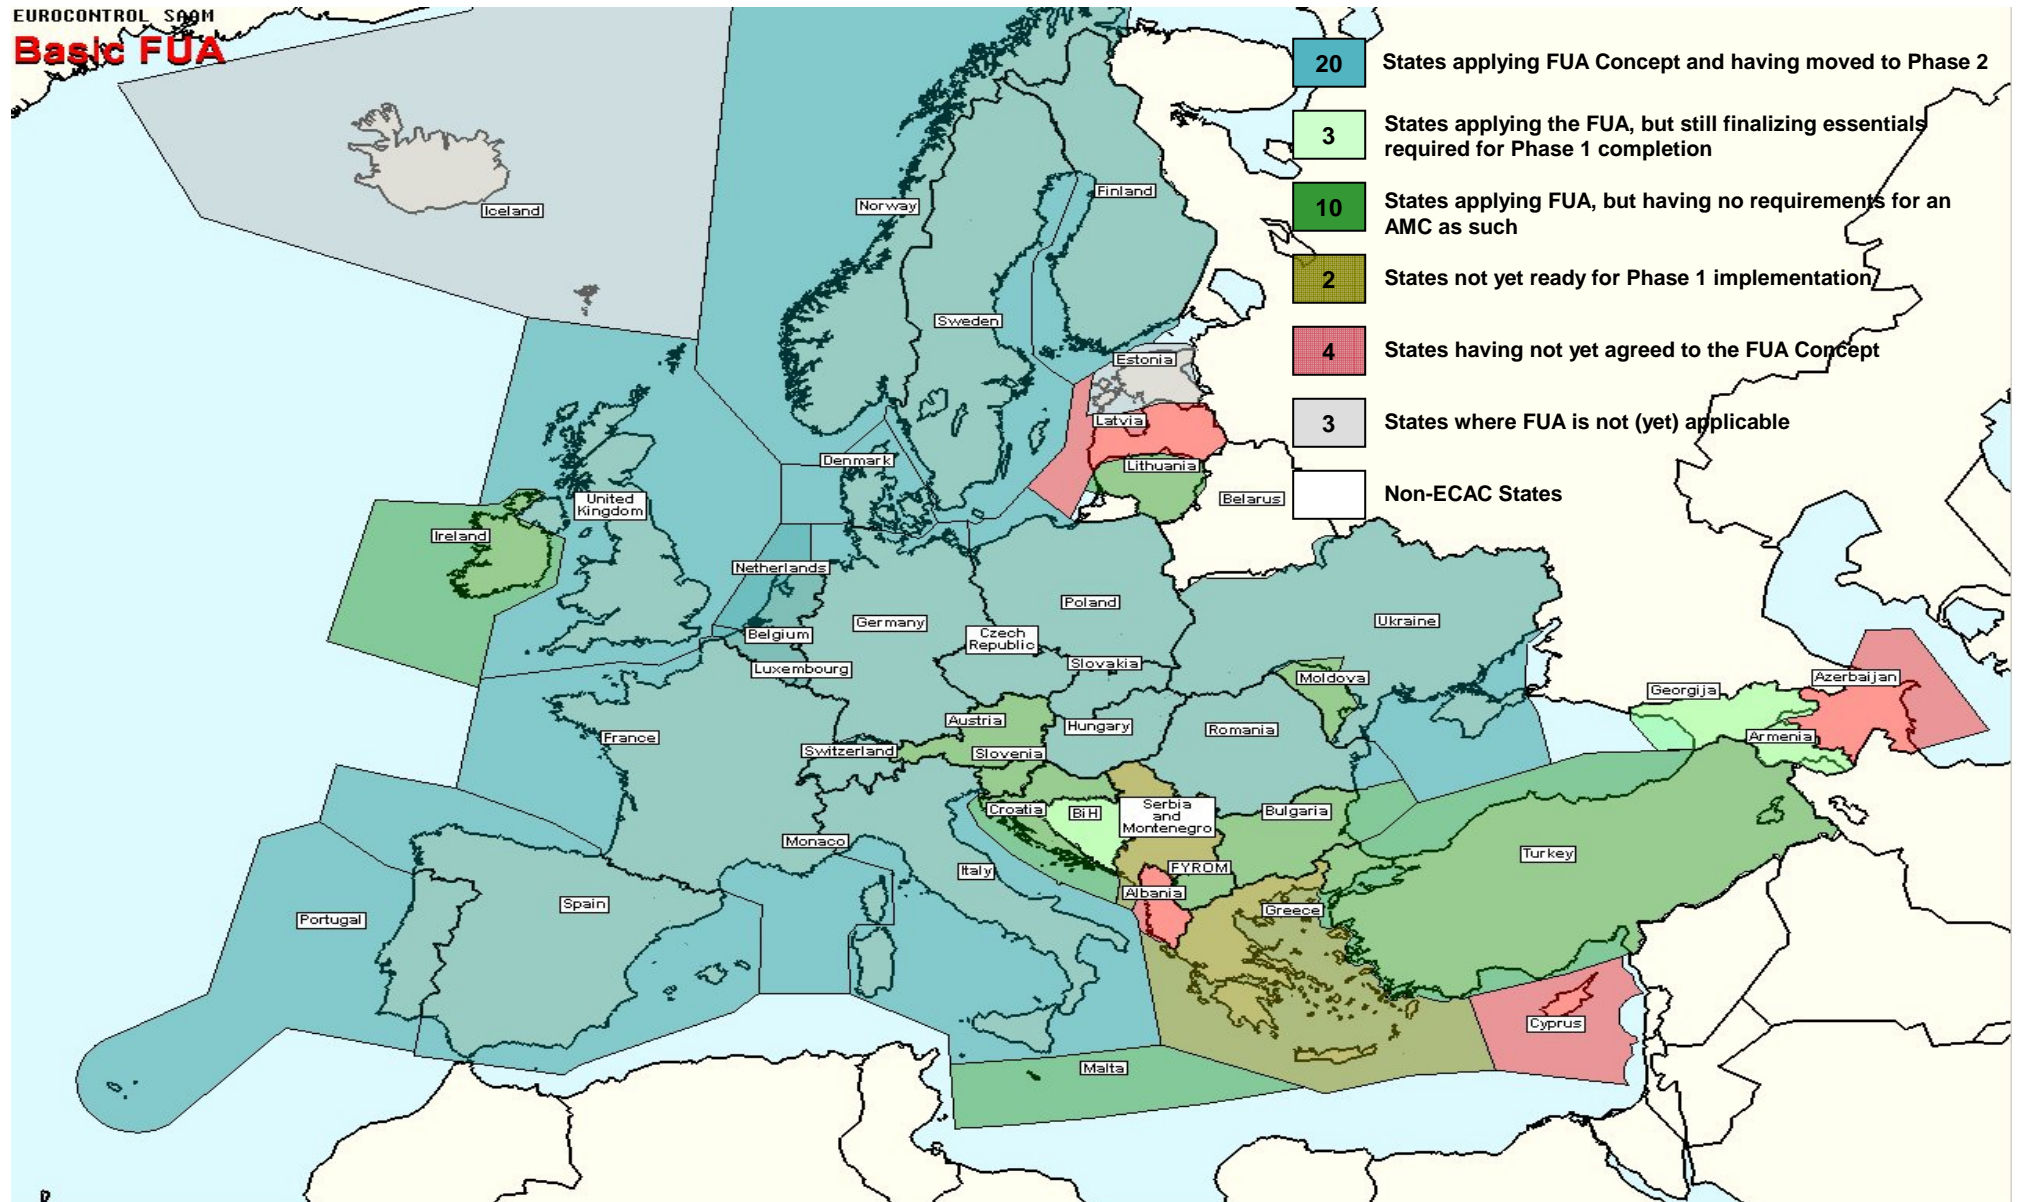 EUROCONTROL SAAM
Basic FUA
20 States applying FUA Concept and having moved to Phase 2
3 States applying the FUA, but still finalizing essentials
required for Phase 1 completion
10 States applying FUA, but having no requirements for an
AMC as such
2 States not yet ready for Phase 1 implementation
4 States having not yet agreed to the FUA Concept
3 States where FUA is not (yet) applicable
Non-ECAC States
Iceland
Norway
Finland
Sweden
Estonia
Latvia
Denmark
Lithuania
United
Kingdom
Belarus
Ireland
Netherlands
Poland
Germany
Ukraine
Belgium
Czech
Republic
Luxembourg
Slovakia
Moldova
Azerbaijan
Georgija
Austria
Hungary
Romania
France
Switzerland
Slovenia
Armenia
Croatia
BiH
Serbia
and
Montenegro
Bulgaria
Monaco
Turkey
Italy
FYROM
Albania
Spain
Greece
Portugal
Cyprus
Malta